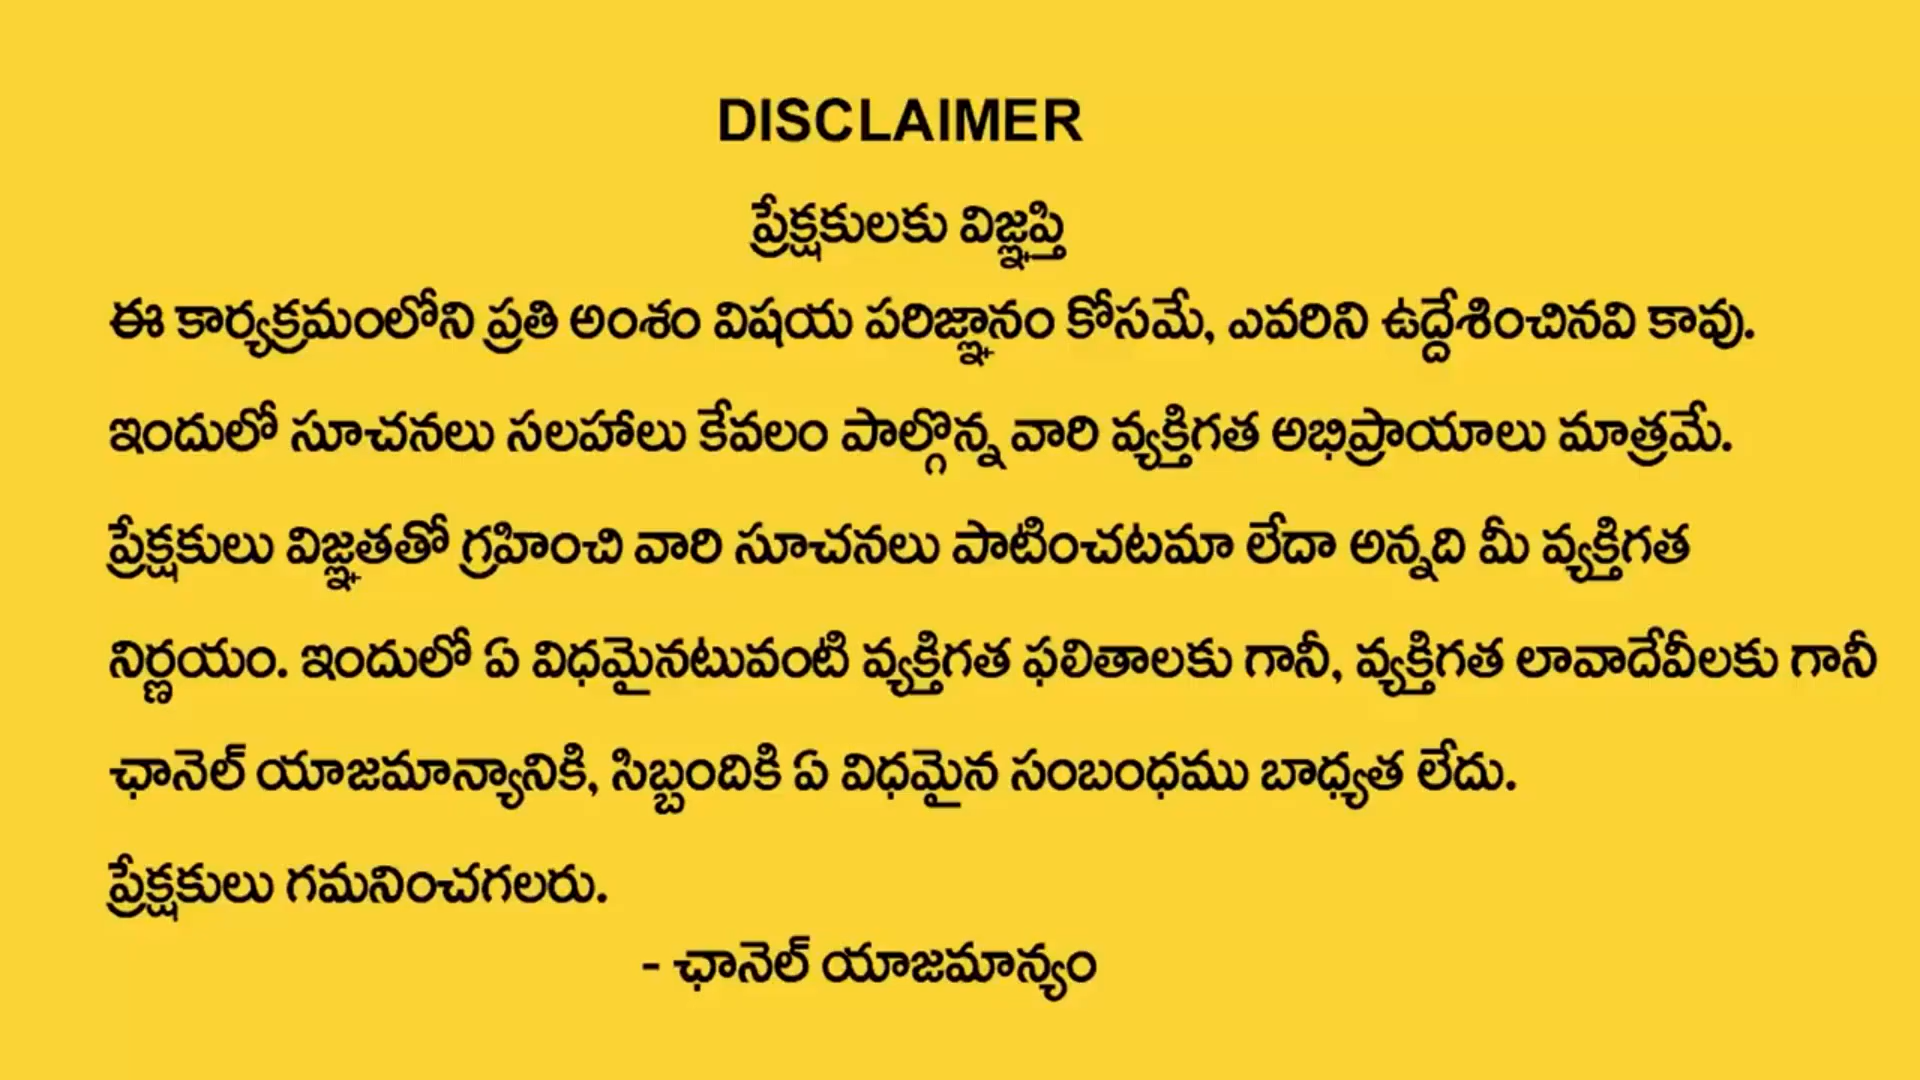 DISCLAIMER
ప్రేక్షకులకు విజ్ఞప్తి
ఈ కార్యక్రమంలోని ప్రతి అంశం విషయ పరిజ్ఞానం కోసమే, ఎవరిని ఉద్దేశించినవి కావు.
ఇందులో సూచనలు సలహాలు కేవలం పాల్గొన్న వారి వ్యక్తిగత అభిప్రాయాలు మాత్రమే.
ప్రేక్షకులు విజ్ఞతతో గ్రహించి వారి సూచనలు పాటించటమా లేదా అన్నది మీ వ్యక్తిగత
నిర్ణయం. ఇందులో ఏ విధమైనటువంటి వ్యక్తిగత ఫలితాలకు గానీ, వ్యక్తిగత లావాదేవీలకు గానీ
ఛానెల్ యాజమాన్యానికి, సిబ్బందికి ఏ విధమైన సంబంధము బాధ్యత లేదు.
ప్రేక్షకులు గమనించగలరు.
- ఛానెల్ యాజమాన్యం